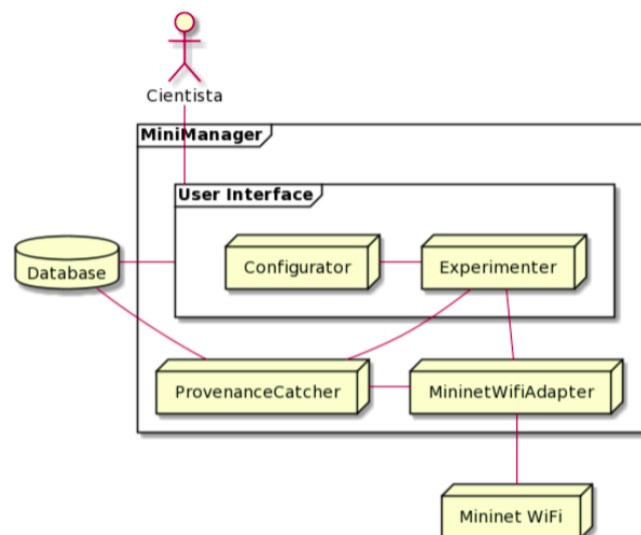 Cientista
MiniManager
User Interface
Database
Configurator
Experimenter
ProvenanceCatcher
MininetWifiAdapter
Mininet WiFi